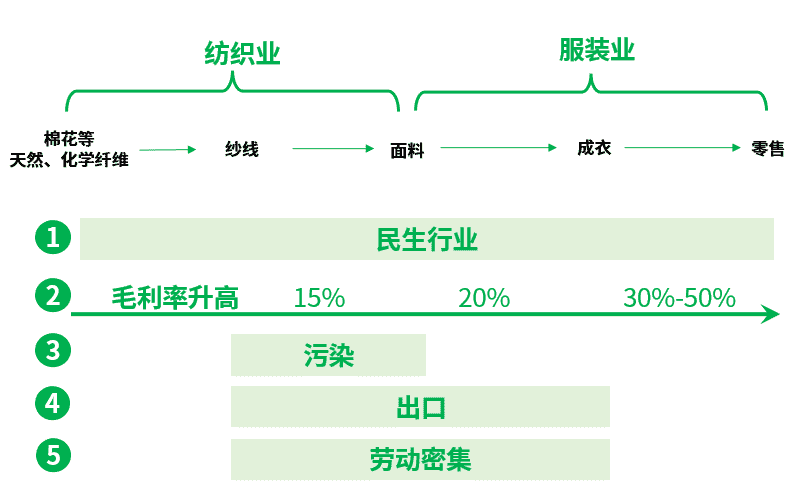 纺织业
服装业
棉花等
天然、化学纤维
纱线
面料
成衣
零售
1 民生行业
2 毛利率升高 15% 20% 30%-50%
3 污染
4 出口
5 劳动密集